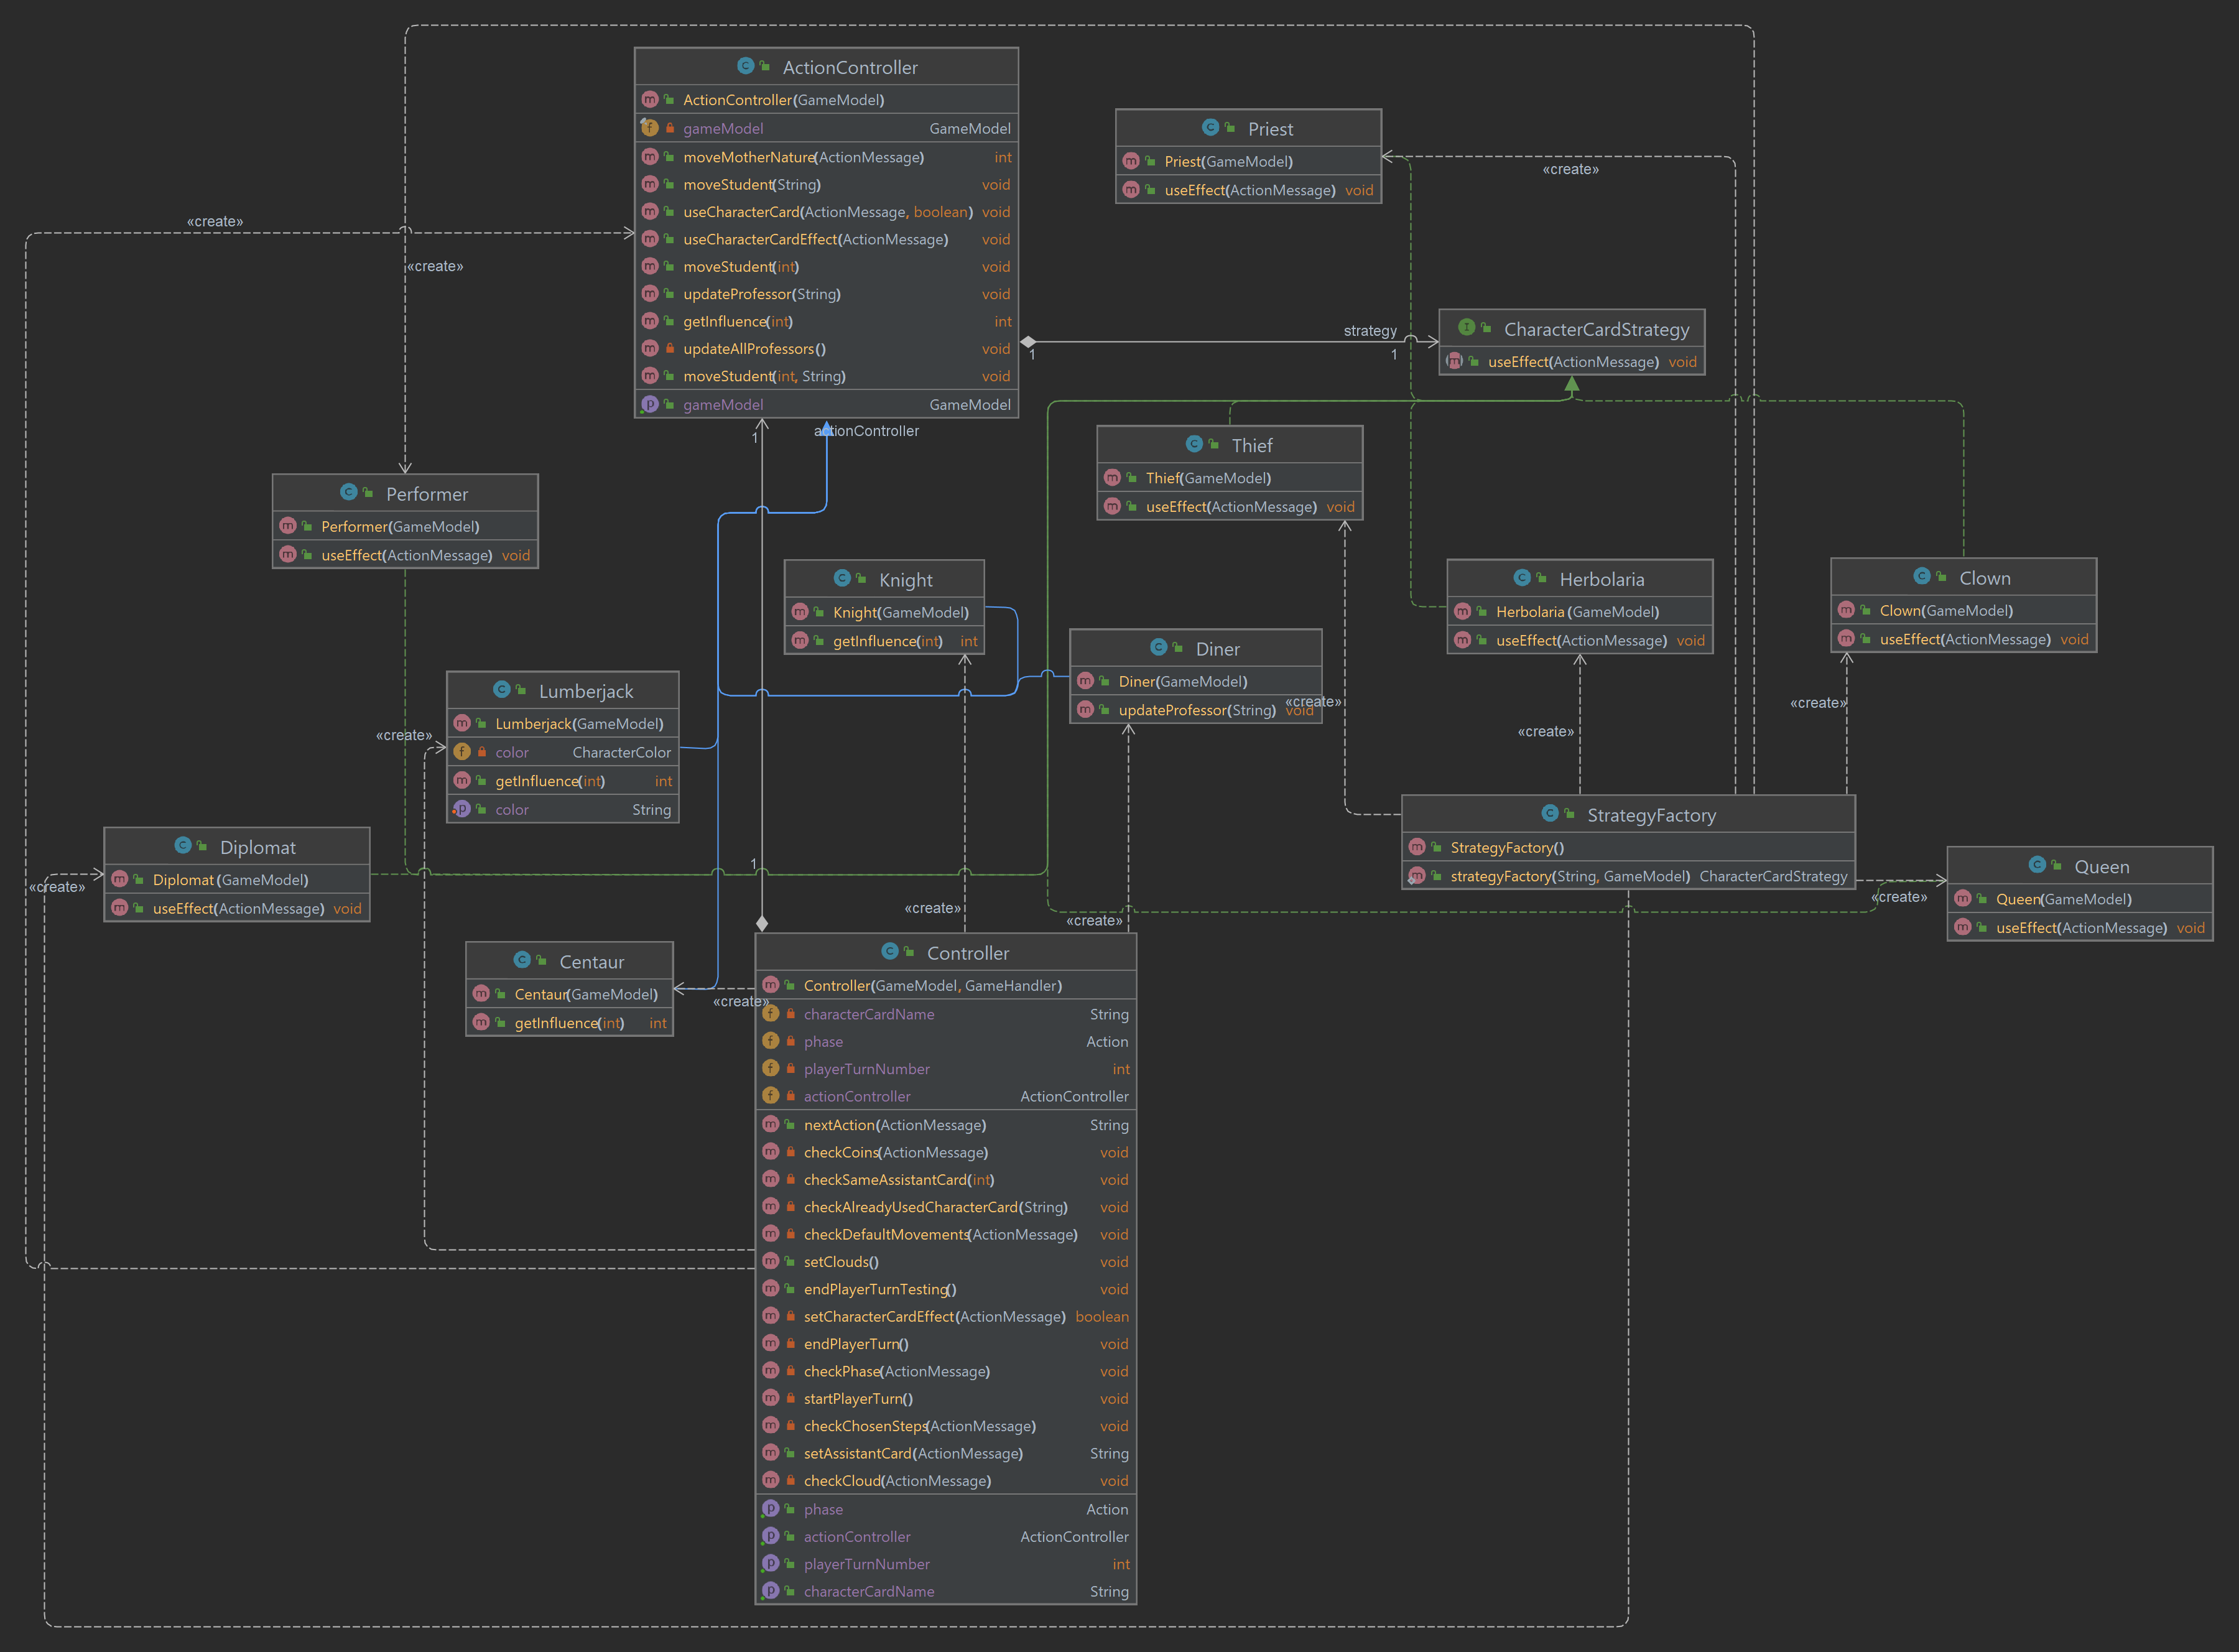 ActionController
ActionController(GameModel)
gameModel GameModel
moveMotherNature(ActionMessage) int
moveStudent(String) void
useCharacterCard(ActionMessage, boolean) void
useCharacterCardEffect(ActionMessage) void
moveStudent(int) void
updateProfessor(String) void
getInfluence(int) int
updateAllProfessors() void
moveStudent(int, String) void
gameModel GameModel
Priest
Priest(GameModel)
useEffect(ActionMessage) void
«create»
«create»
«create»
strategy
1
1
CharacterCardStrategy
useEffect(ActionMessage) void
1
actionController
Thief
Thief(GameModel)
useEffect(ActionMessage) void
Performer
Performer(GameModel)
useEffect(ActionMessage) void
Knight
Knight(GameModel)
getInfluence(int) int
Herbolaria
Herbolaria(GameModel)
useEffect(ActionMessage) void
Clown
Clown(GameModel)
useEffect(ActionMessage) void
Diner
Diner(GameModel)
updateProfessor(String) void
«create»
«create»
«create»
Lumberjack
Lumberjack(GameModel)
color CharacterColor
getInfluence(int) int
color String
«create»
StrategyFactory
StrategyFactory()
strategyFactory(String, GameModel) CharacterCardStrategy
Diplomat
Diplomat(GameModel)
useEffect(ActionMessage) void
«create»
1
Queen
Queen(GameModel)
useEffect(ActionMessage) void
«create»
«create»
«create»
Centaur
Centaur(GameModel)
getInfluence(int) int
«create»
Controller
Controller(GameModel, GameHandler)
characterCardName String
phase Action
playerTurnNumber int
actionController ActionController
nextAction(ActionMessage) String
checkCoins(ActionMessage) void
checkSameAssistantCard(int) void
checkAlreadyUsedCharacterCard(String) void
checkDefaultMovements(ActionMessage) void
setClouds() void
endPlayerTurnTesting() void
setCharacterCardEffect(ActionMessage) boolean
endPlayerTurn() void
checkPhase(ActionMessage) void
startPlayerTurn() void
checkChosenSteps(ActionMessage) void
setAssistantCard(ActionMessage) String
checkCloud(ActionMessage) void
phase Action
actionController ActionController
playerTurnNumber int
characterCardName String